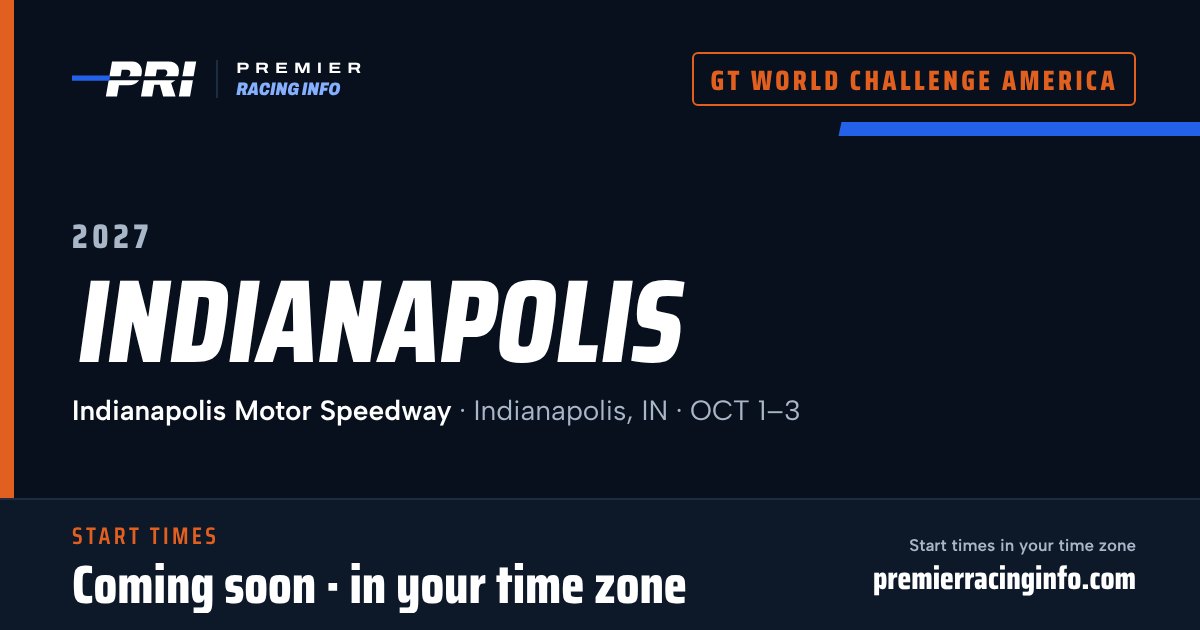 PRI
PREMIER
RACING INFO
GT WORLD CHALLENGE AMERICA
2027
INDIANAPOLIS
Indianapolis Motor Speedway · Indianapolis, IN · OCT 1–3
START TIMES
Coming soon · in your time zone
Start times in your time zone
premierracinginfo.com